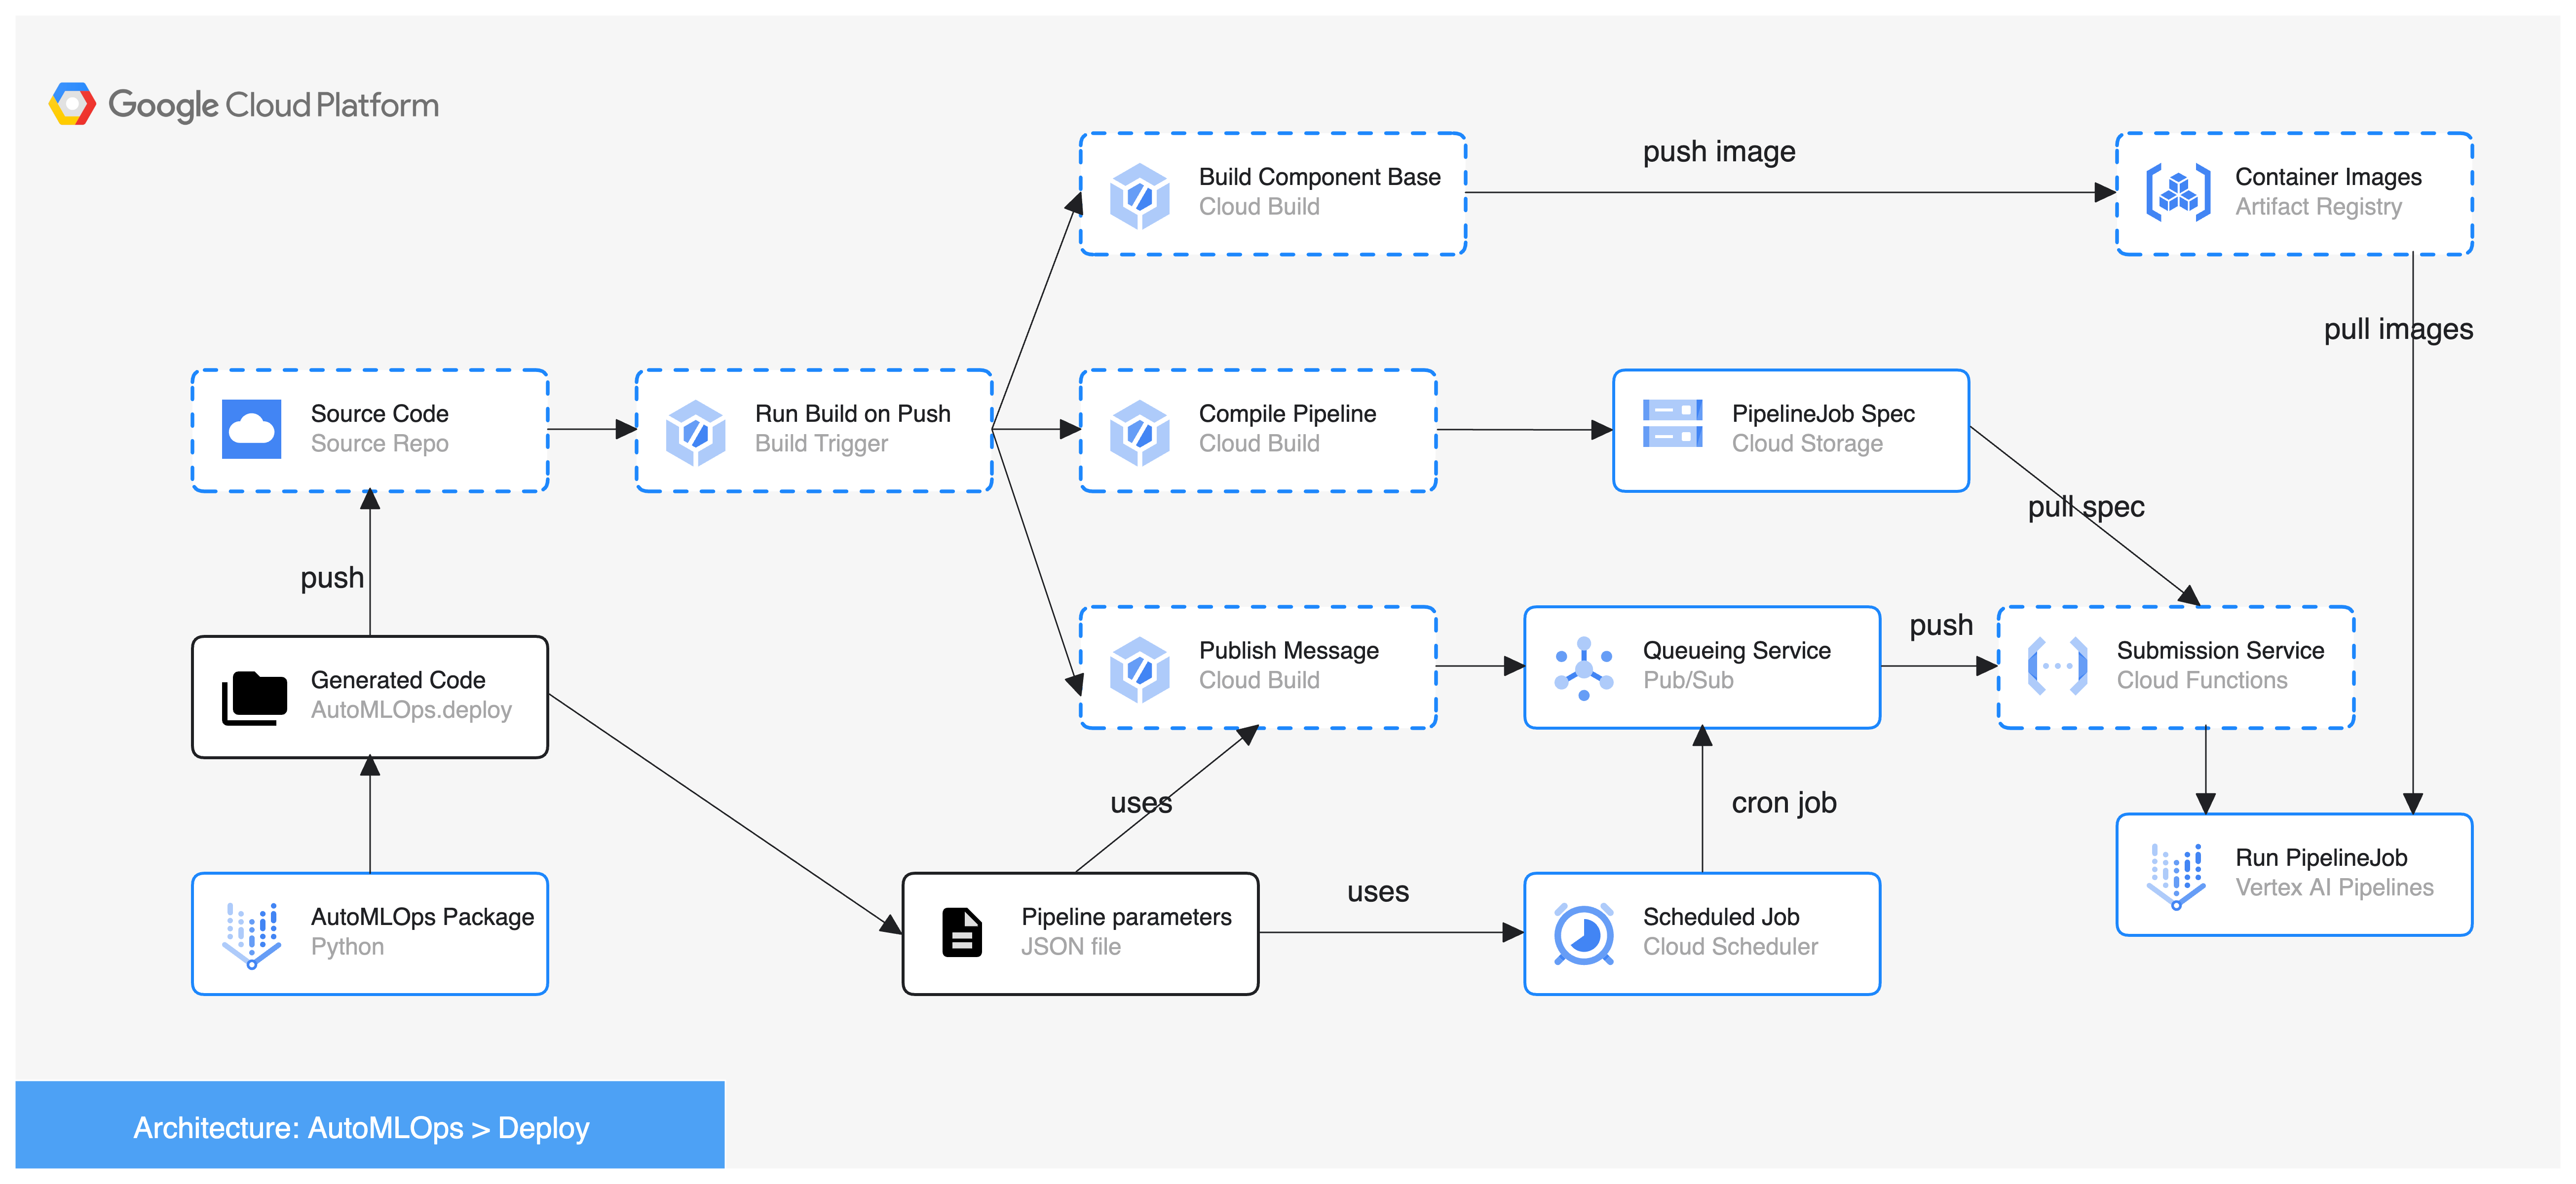 Google Cloud Platform
Build Component Base
Cloud Build
push image
Container Images
Artifact Registry
pull images
Source Code
Source Repo
Run Build on Push
Build Trigger
Compile Pipeline
Cloud Build
PipelineJob Spec
Cloud Storage
pull spec
push
Generated Code
AutoMLOps.deploy
Publish Message
Cloud Build
Queueing Service
Pub/Sub
push
Submission Service
Cloud Functions
uses
cron job
AutoMLOps Package
Python
Pipeline parameters
JSON file
uses
Scheduled Job
Cloud Scheduler
Run PipelineJob
Vertex AI Pipelines
Architecture: AutoMLOps > Deploy